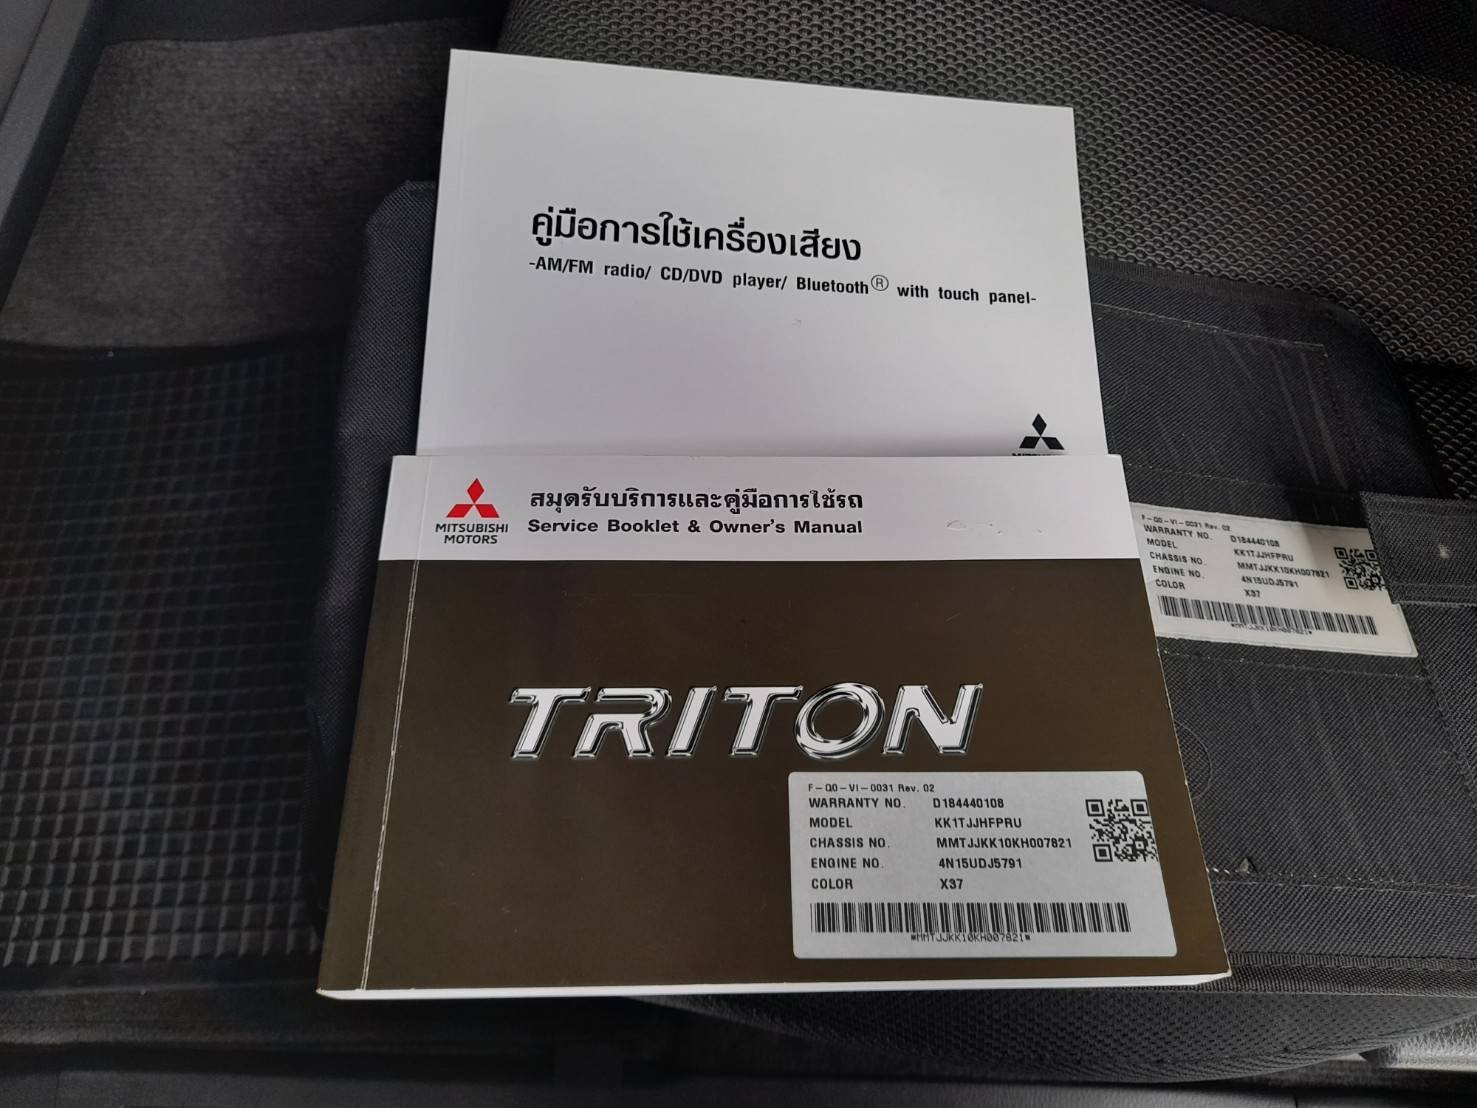 คู่มือการใช้เครื่องเสียง
-AM/FM radio/ CD/DVD player/ Bluetooth® with touch panel-
MITSUBISHI
MOTORS
สมุดรับบริการและคู่มือการใช้รถ
Service Booklet & Owner's Manual
TRITON
F-Q0-VI-0031 Rev. 02
WARRANTY NO. D184440108
MODEL KK1TJJHFPRU
CHASSIS NO. MMTJJKK10KH007821
ENGINE NO. 4N15UDJ5791
COLOR X37
*MMTJJKK10KH007821*
F-Q0-VI-0031 Rev. 02
WARRANTY NO. D184440108
MODEL KK1TJJHFPRU
CHASSIS NO. MMTJJKK10KH007821
ENGINE NO. 4N15UDJ5791
COLOR X37
*MMTJJKK10KH007821*